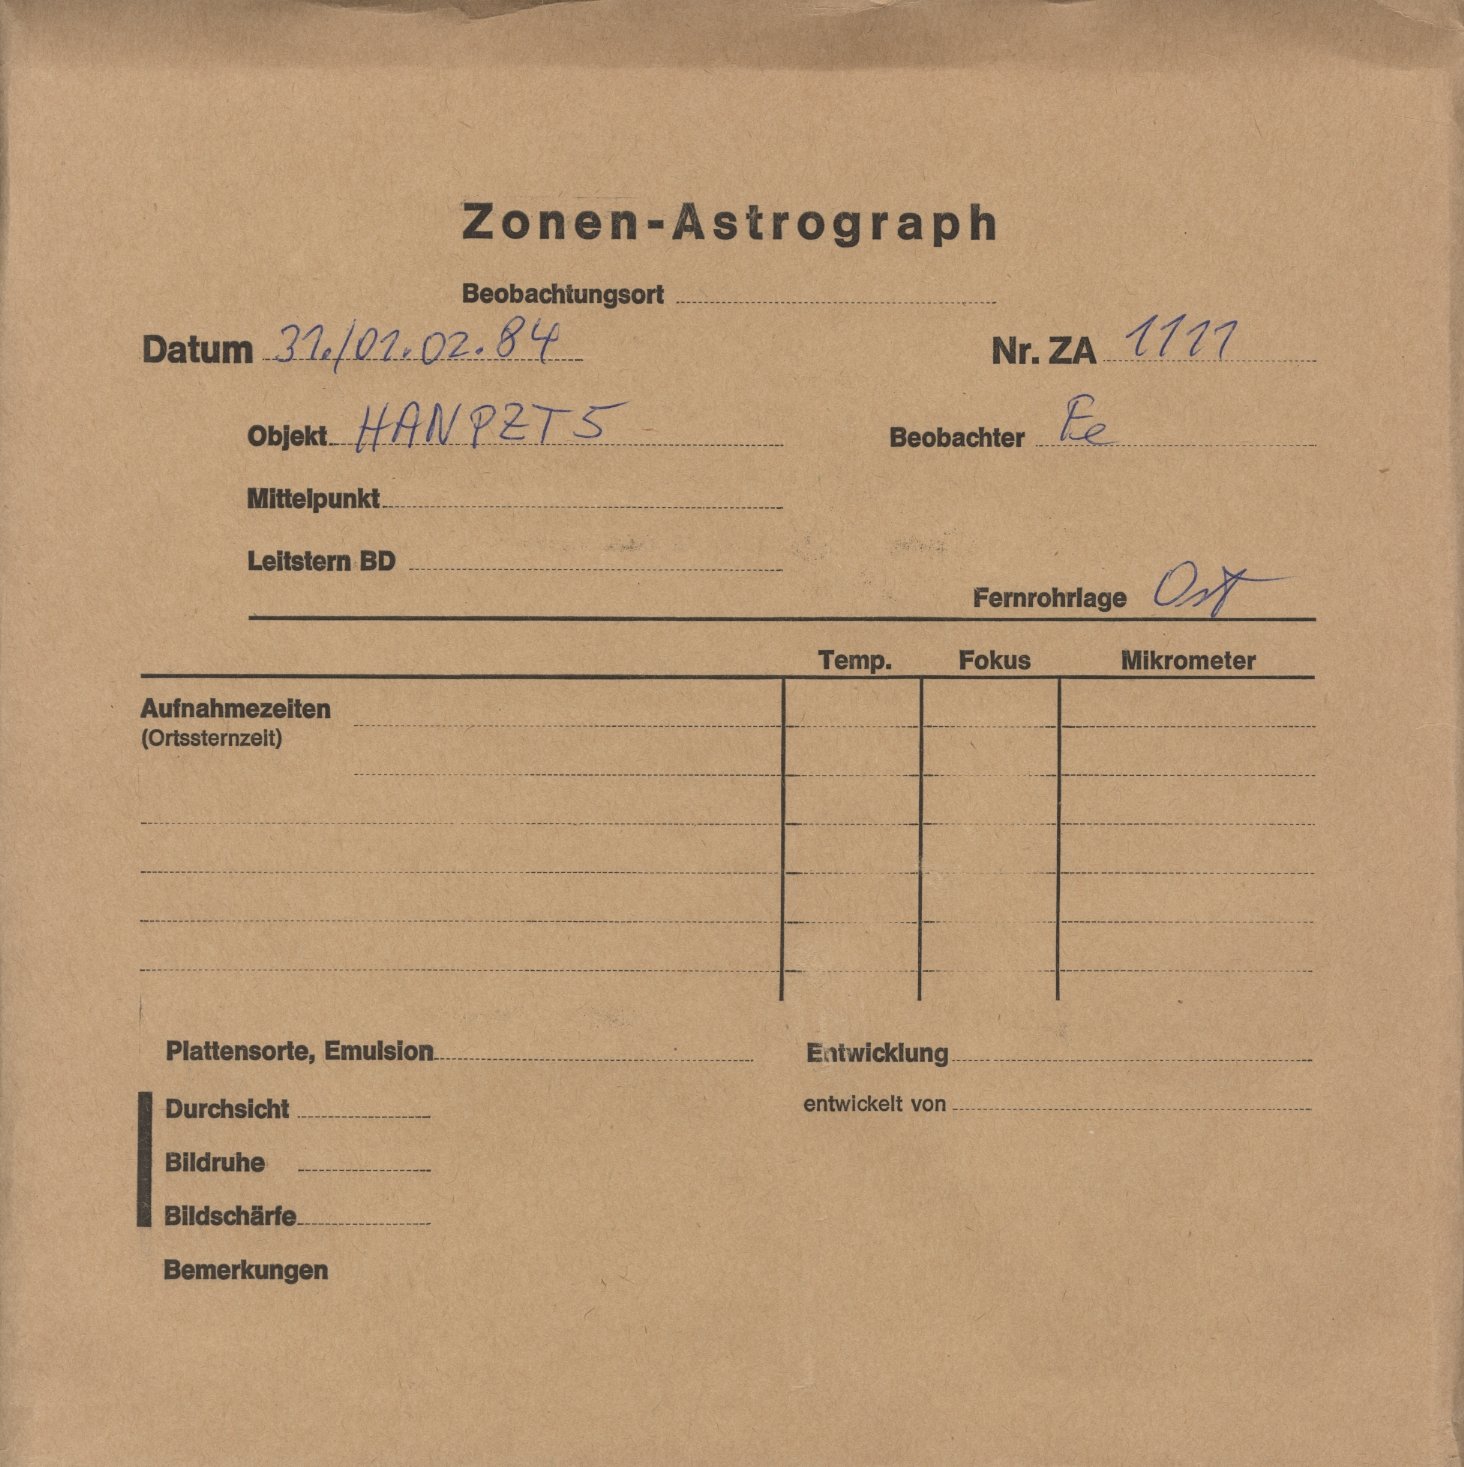 Zonen-Astrograph
Beobachtungsort
Datum 31./01.02.84 Nr. ZA 1111
Objekt HANPZT5 Beobachter Fe
Mittelpunkt
Leitstern BD
Fernrohrlage Ost
Temp. Fokus Mikrometer
Aufnahmezeiten
(Ortssternzeit)
Plattensorte, Emulsion Entwicklung
Durchsicht entwickelt von
Bildruhe
Bildschärfe
Bemerkungen